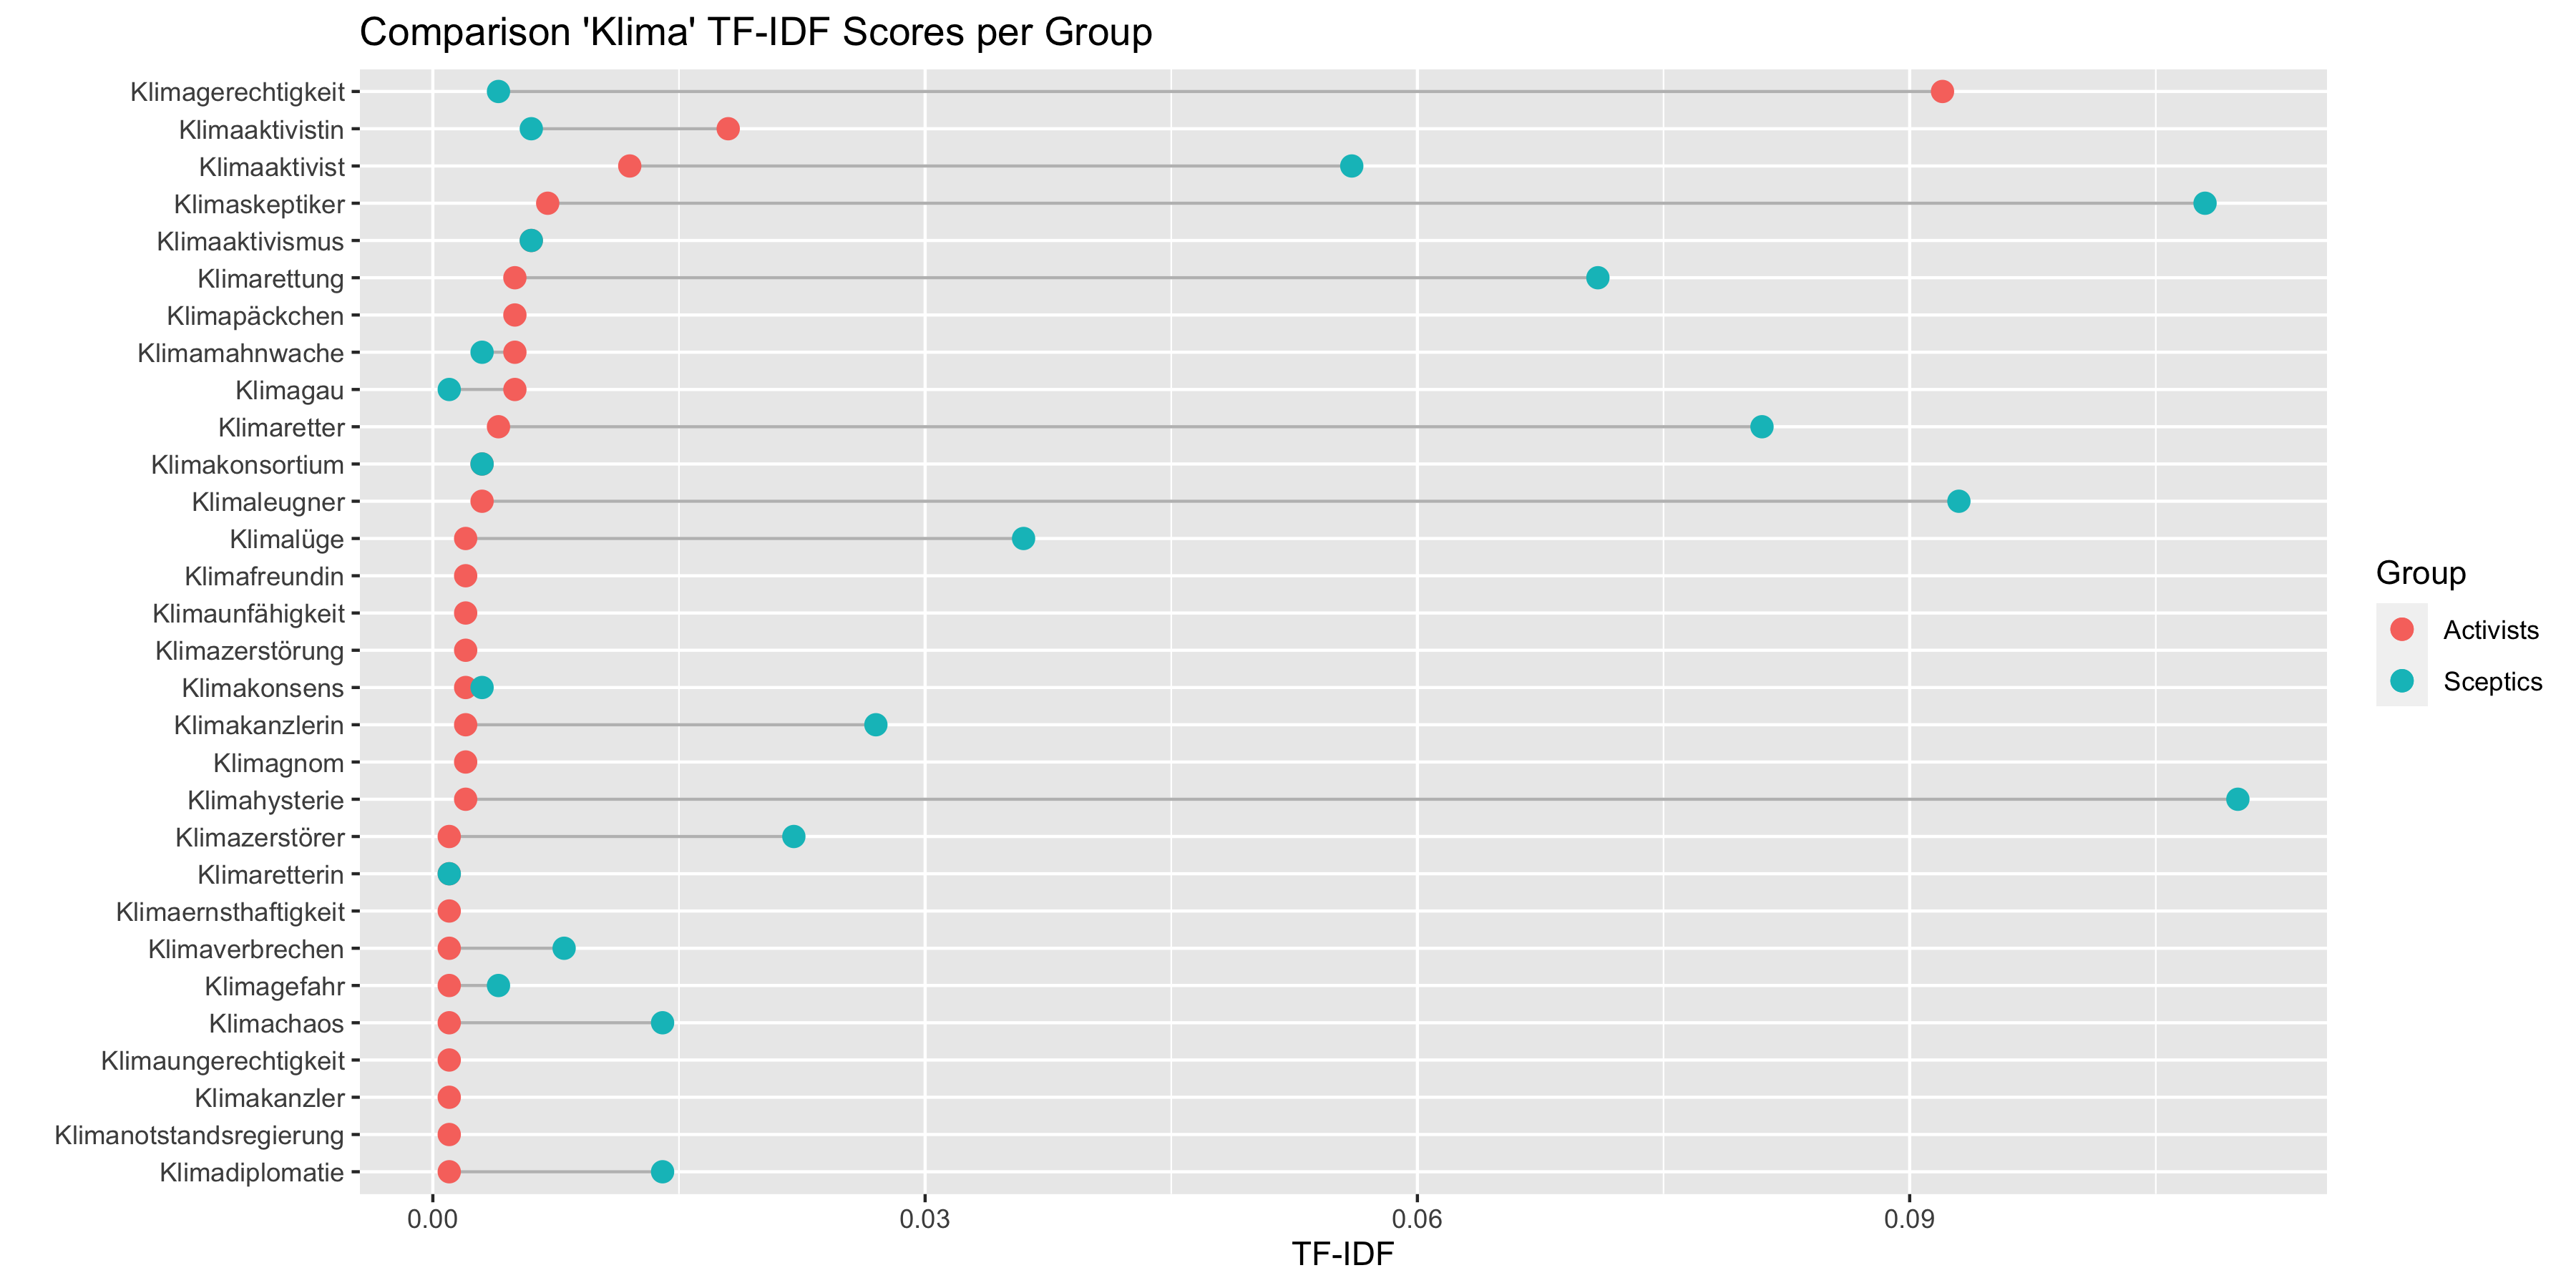 Comparison 'Klima' TF-IDF Scores per Group
Klimagerechtigkeit
Klimaaktivistin
Klimaaktivist
Klimaskeptiker
Klimaaktivismus
Klimarettung
Klimapäckchen
Klimamahnwache
Klimagau
Klimaretter
Klimakonsortium
Klimaleugner
Klimalüge
Klimafreundin
Klimaunfähigkeit
Klimazerstörung
Klimakonsens
Klimakanzlerin
Klimagnom
Klimahysterie
Klimazerstörer
Klimaretterin
Klimaernsthaftigkeit
Klimaverbrechen
Klimagefahr
Klimachaos
Klimaungerechtigkeit
Klimakanzler
Klimanotstandsregierung
Klimadiplomatie
0.00 0.03 0.06 0.09
TF-IDF
Group
Activists
Sceptics